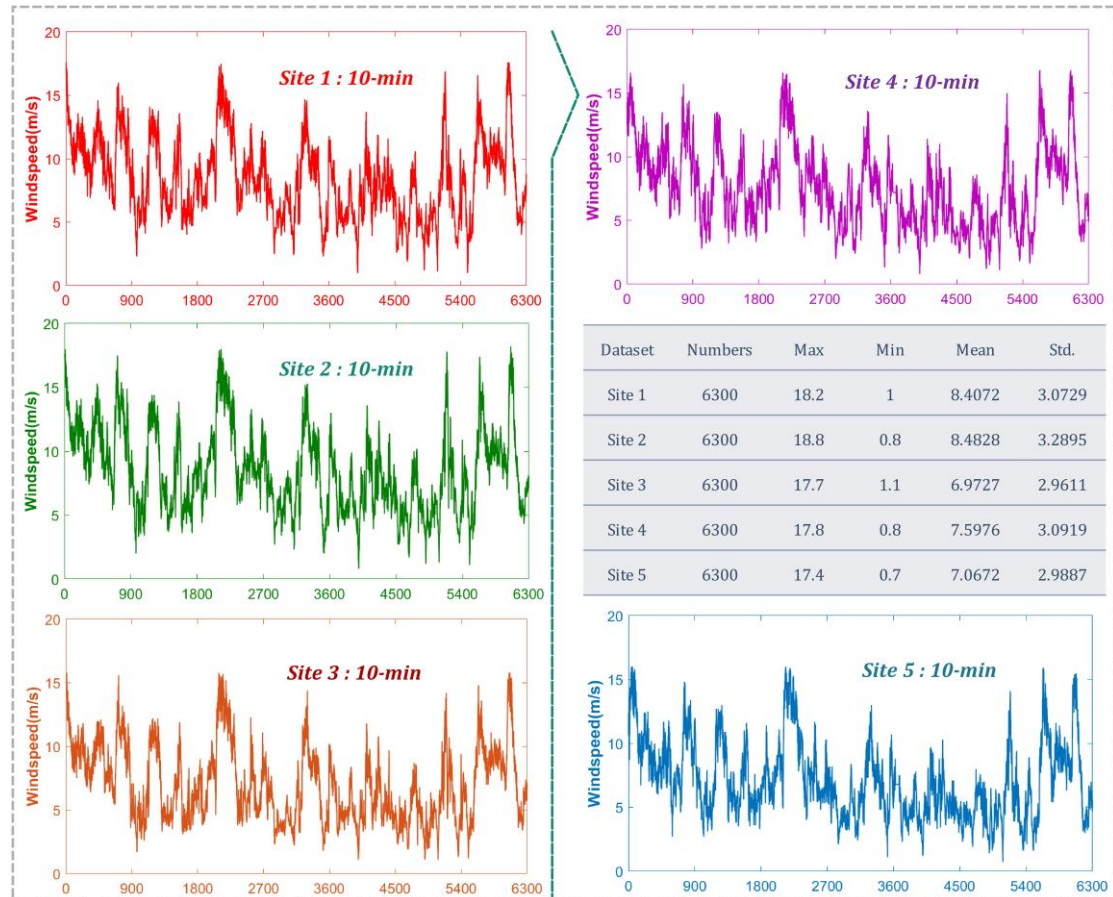 Site 1 : 10-min
Windspeed(m/s)
20
15
10
5
0
0 900 1800 2700 3600 4500 5400 6300
Site 2 : 10-min
Windspeed(m/s)
20
15
10
5
0
0 900 1800 2700 3600 4500 5400 6300
Site 3 : 10-min
Windspeed(m/s)
20
15
10
5
0
0 900 1800 2700 3600 4500 5400 6300
Site 4 : 10-min
Windspeed(m/s)
20
15
10
5
0
0 900 1800 2700 3600 4500 5400 6300
Dataset Numbers Max Min Mean Std.
Site 1 6300 18.2 1 8.4072 3.0729
Site 2 6300 18.8 0.8 8.4828 3.2895
Site 3 6300 17.7 1.1 6.9727 2.9611
Site 4 6300 17.8 0.8 7.5976 3.0919
Site 5 6300 17.4 0.7 7.0672 2.9887
Site 5 : 10-min
Windspeed(m/s)
20
15
10
5
0
0 900 1800 2700 3600 4500 5400 6300